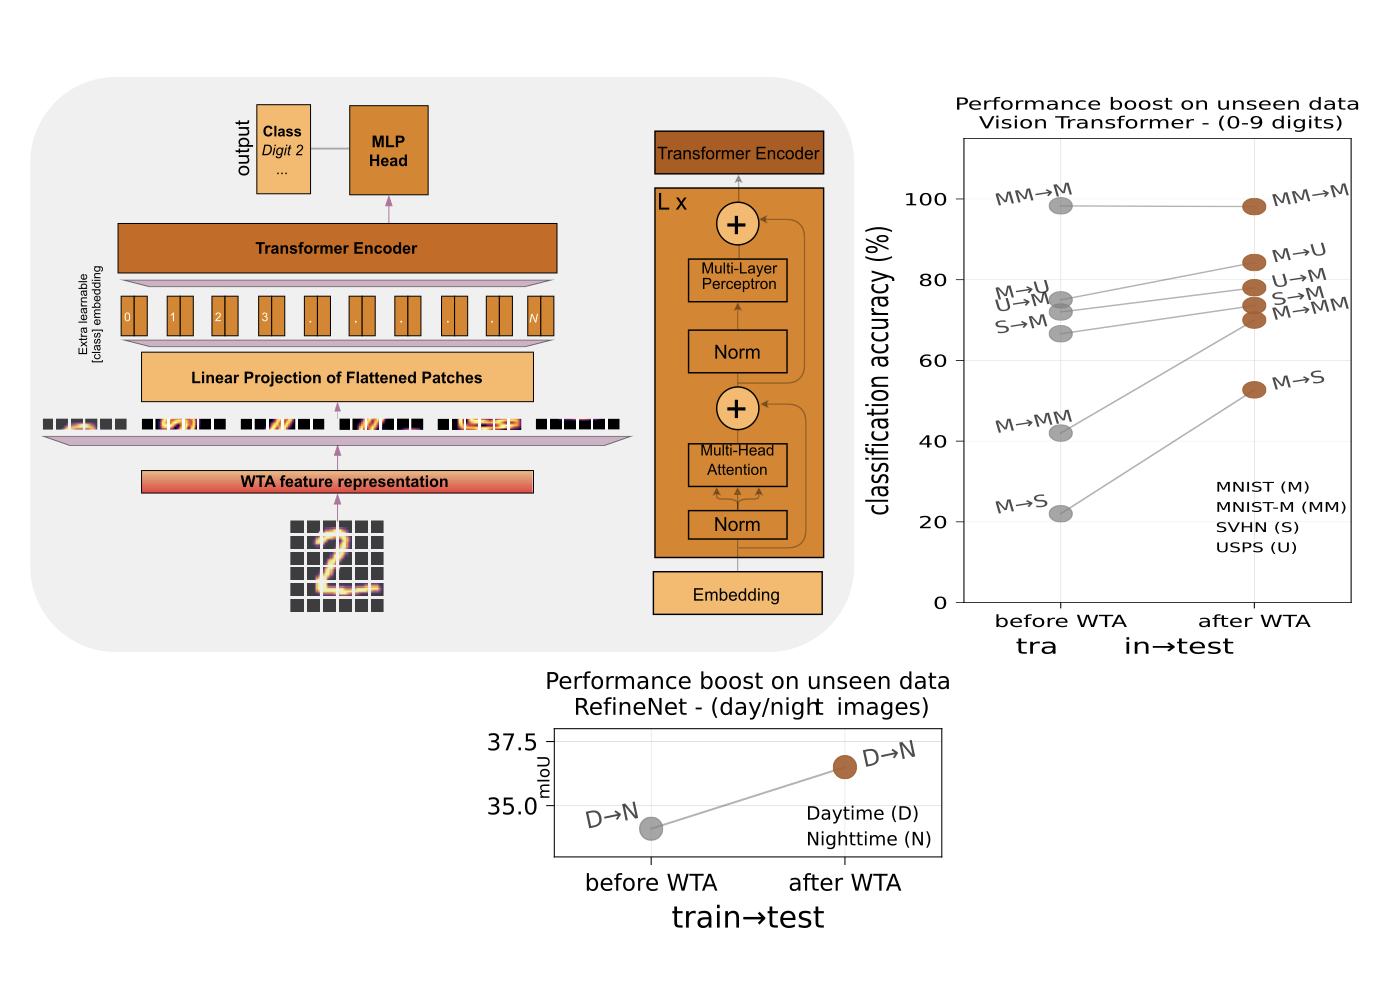 output
Class
Digit 2
...
MLP
Head
Transformer Encoder
Extra learnable
[class] embedding
0 1 2 3 . . . . . N
Linear Projection of Flattened Patches
WTA feature representation
Transformer Encoder
L x
+
Multi-Layer
Perceptron
Norm
+
Multi-Head
Attention
Norm
Embedding
Performance boost on unseen data
Vision Transformer - (0-9 digits)
classification accuracy (%)
100
80
60
40
20
0
MM→M
M→U
U→M
S→M
M→MM
M→S
MM→M
M→U
U→M
S→M
M→MM
M→S
MNIST (M)
MNIST-M (MM)
SVHN (S)
USPS (U)
before WTA
after WTA
tra in→test
Performance boost on unseen data
RefineNet - (day/night images)
37.5
35.0
mIoU
D→N
D→N
Daytime (D)
Nighttime (N)
before WTA
after WTA
train→test